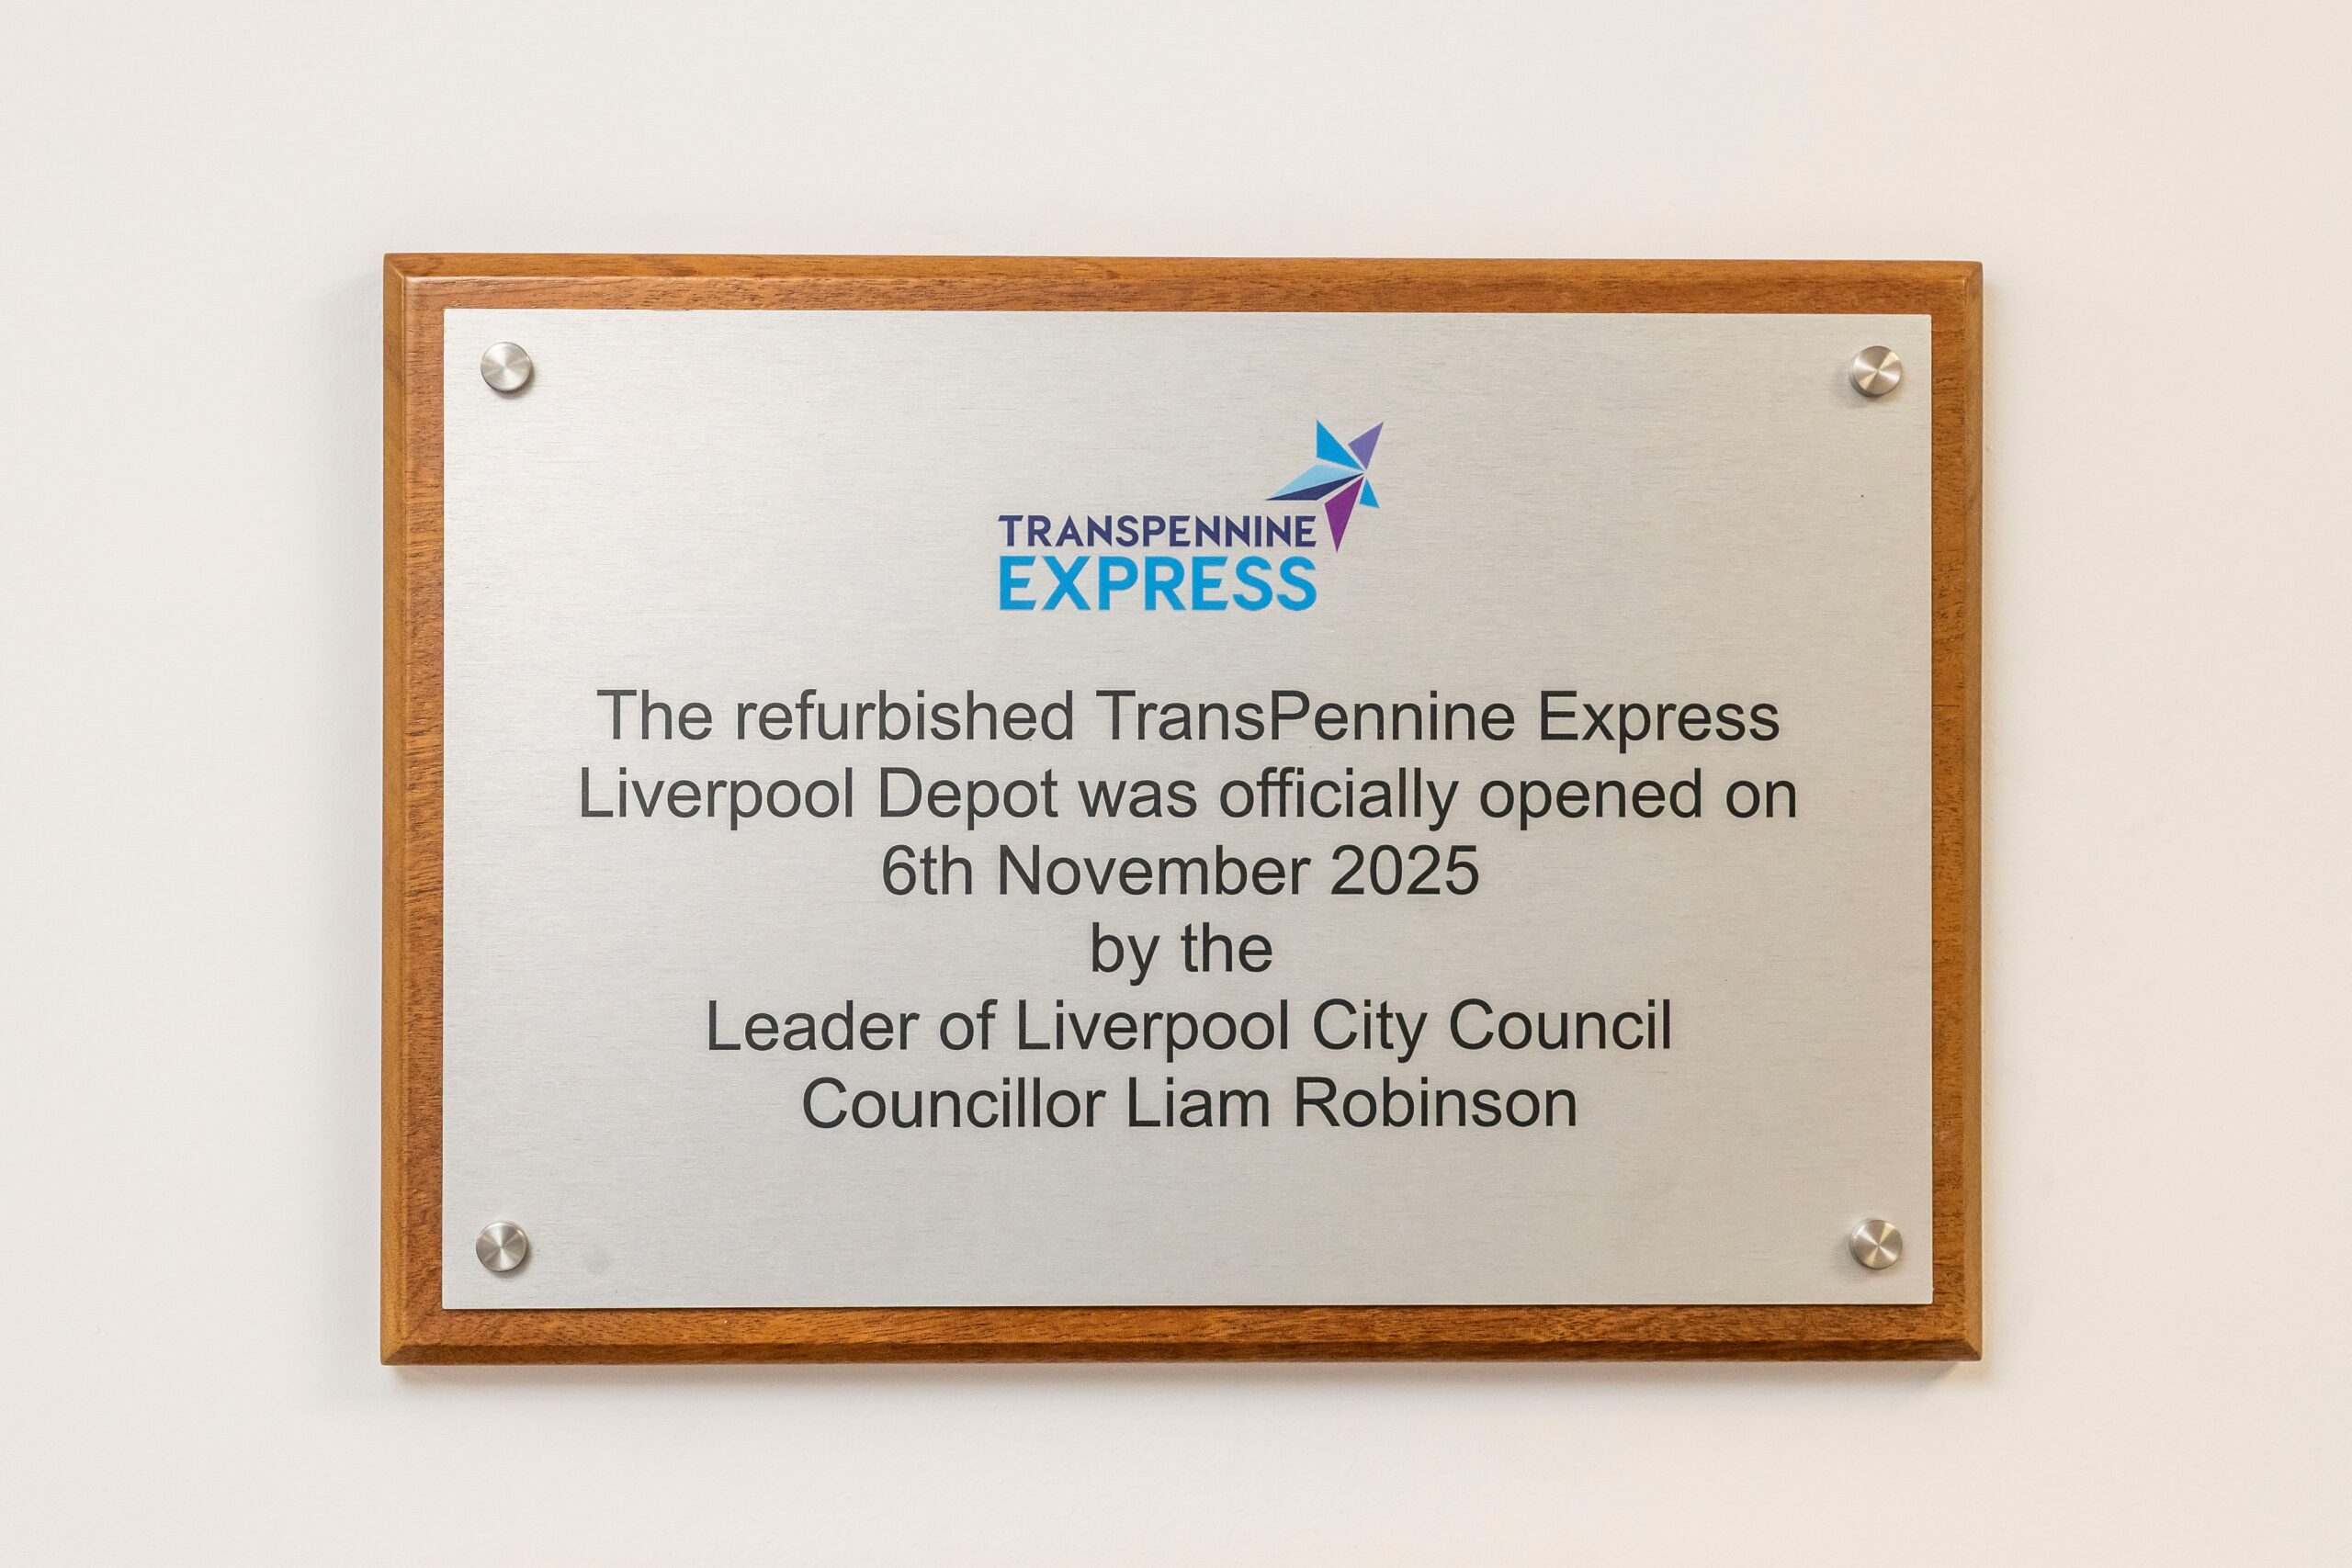 TRANSPENNINE
EXPRESS
The refurbished TransPennine Express
Liverpool Depot was officially opened on
6th November 2025
by the
Leader of Liverpool City Council
Councillor Liam Robinson